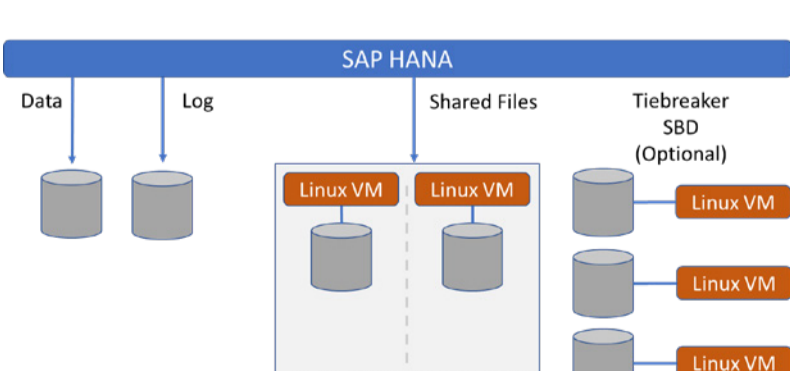 SAP HANA
Data
Log
Shared Files
Tiebreaker
SBD
(Optional)
Linux VM
Linux VM
Linux VM
Linux VM
Linux VM